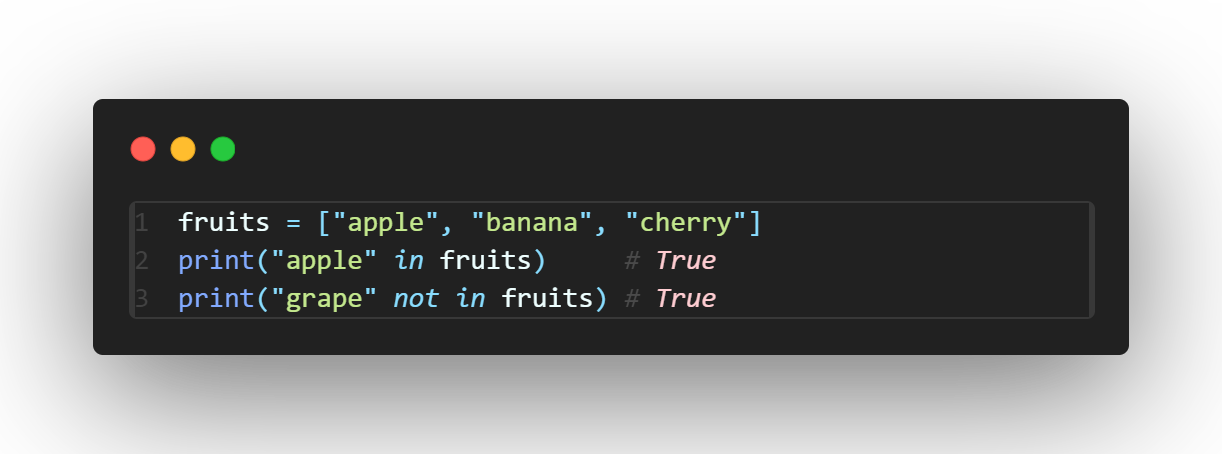 1 fruits = ["apple", "banana", "cherry"]
2 print("apple" in fruits)     # True
3 print("grape" not in fruits) # True